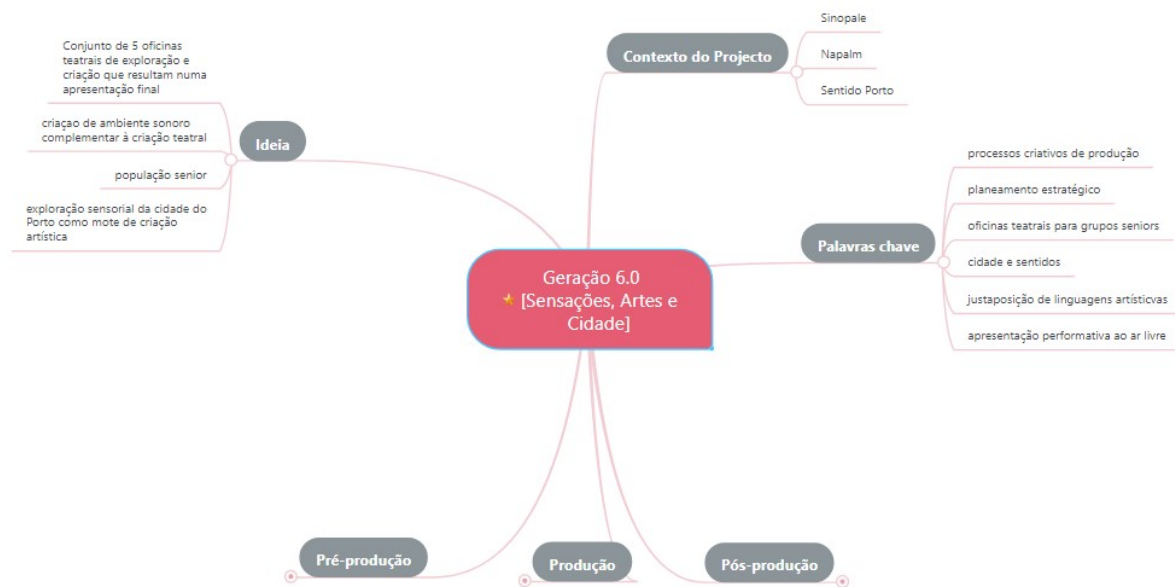 Geração 6.0
[Sensações, Artes e
Cidade]
Ideia
Conjunto de 5 oficinas
teatrais de exploração e
criação que resultam numa
apresentação final
criaçao de ambiente sonoro
complementar à criação teatral
população senior
exploração sensorial da cidade do
Porto como mote de criação
artística
Contexto do Projecto
Sinopale
Napalm
Sentido Porto
Palavras chave
processos criativos de produção
planeamento estratégico
oficinas teatrais para grupos seniors
cidade e sentidos
justaposição de linguagens artísticvas
apresentação performativa ao ar livre
Pré-produção
Produção
Pós-produção